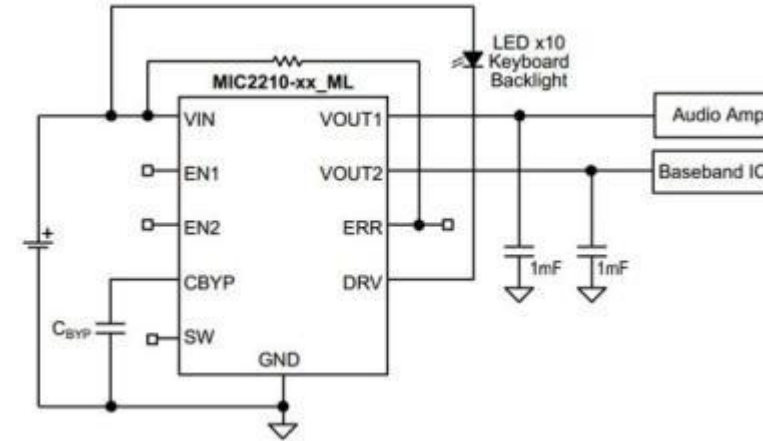 LED x10
Keyboard
Backlight
MIC2210-xx_ML
VIN
VOUT1
Audio Amp
EN1
VOUT2
Baseband IC
EN2
ERR
+
CBYP
DRV
1mF
1mF
CBYP
SW
GND